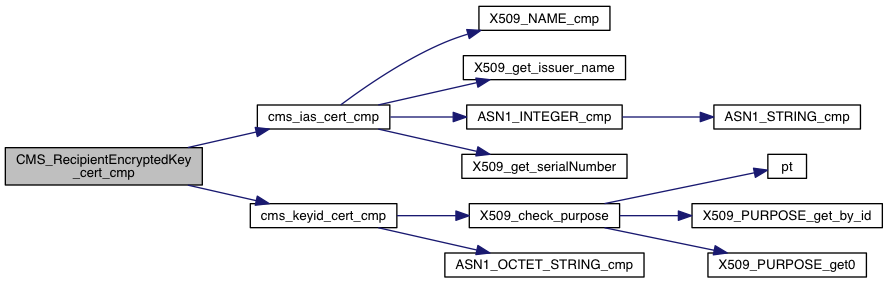 CMS_RecipientEncryptedKey
_cert_cmp
cms_ias_cert_cmp
X509_NAME_cmp
X509_get_issuer_name
ASN1_INTEGER_cmp
ASN1_STRING_cmp
X509_get_serialNumber
cms_keyid_cert_cmp
X509_check_purpose
pt
X509_PURPOSE_get_by_id
X509_PURPOSE_get0
ASN1_OCTET_STRING_cmp